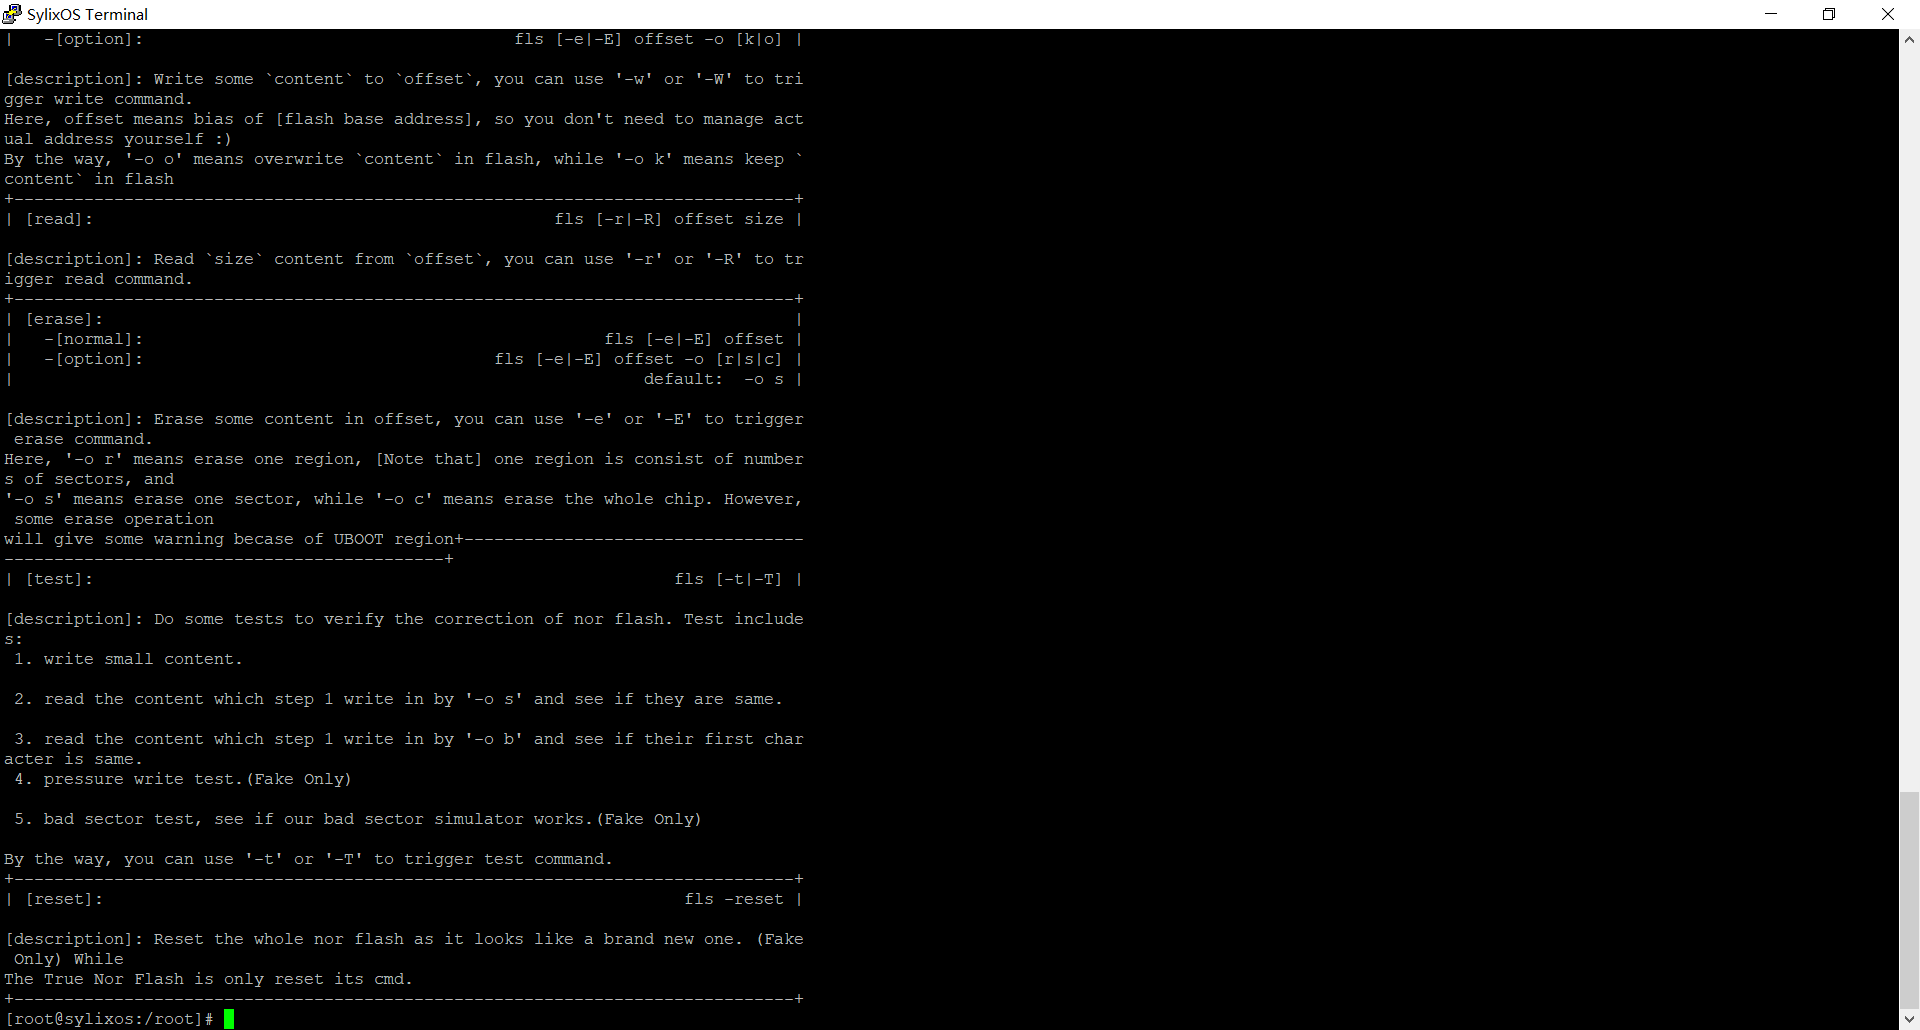 SylixOS Terminal
|   -[option]:                                     fls [-e|-E] offset -o [k|o] |
[description]: Write some `content` to `offset`, you can use '-w' or '-W' to tri
gger write command.
Here, offset means bias of [flash base address], so you don't need to manage act
ual address yourself :)
By the way, '-o o' means overwrite `content` in flash, while '-o k' means keep `
content` in flash
+------------------------------------------------------------------------------+
| [read]:                                              fls [-r|-R] offset size |
[description]: Read `size` content from `offset`, you can use '-r' or '-R' to tr
igger read command.
+------------------------------------------------------------------------------+
| [erase]:                                                                     |
|   -[normal]:                                              fls [-e|-E] offset |
|   -[option]:                                   fls [-e|-E] offset -o [r|s|c] |
|                                                               default:  -o s |
[description]: Erase some content in offset, you can use '-e' or '-E' to trigger
 erase command.
Here, '-o r' means erase one region, [Note that] one region is consist of number
s of sectors, and
'-o s' means erase one sector, while '-o c' means erase the whole chip. However,
 some erase operation
will give some warning becase of UBOOT region+----------------------------------
--------------------------------------------+
| [test]:                                                          fls [-t|-T] |
[description]: Do some tests to verify the correction of nor flash. Test include
s:
 1. write small content.
 2. read the content which step 1 write in by '-o s' and see if they are same.
 3. read the content which step 1 write in by '-o b' and see if their first char
acter is same.
 4. pressure write test.(Fake Only)
 5. bad sector test, see if our bad sector simulator works.(Fake Only)
By the way, you can use '-t' or '-T' to trigger test command.
+------------------------------------------------------------------------------+
| [reset]:                                                          fls -reset |
[description]: Reset the whole nor flash as it looks like a brand new one. (Fake
 Only) While
The True Nor Flash is only reset its cmd.
+------------------------------------------------------------------------------+
[root@sylixos:/root]#